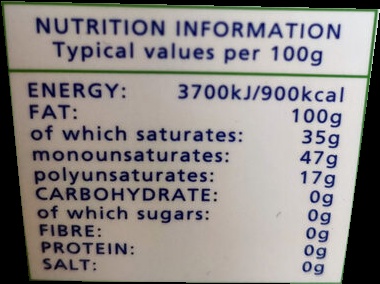 NUTRITION INFORMATION
Typical values per 100g
ENERGY: 3700kJ/900kcal
FAT: 100g
of which saturates: 35g
monounsaturates: 47g
polyunsaturates: 17g
CARBOHYDRATE: 0g
of which sugars: 0g
FIBRE: 0g
PROTEIN: 0g
SALT: 0g